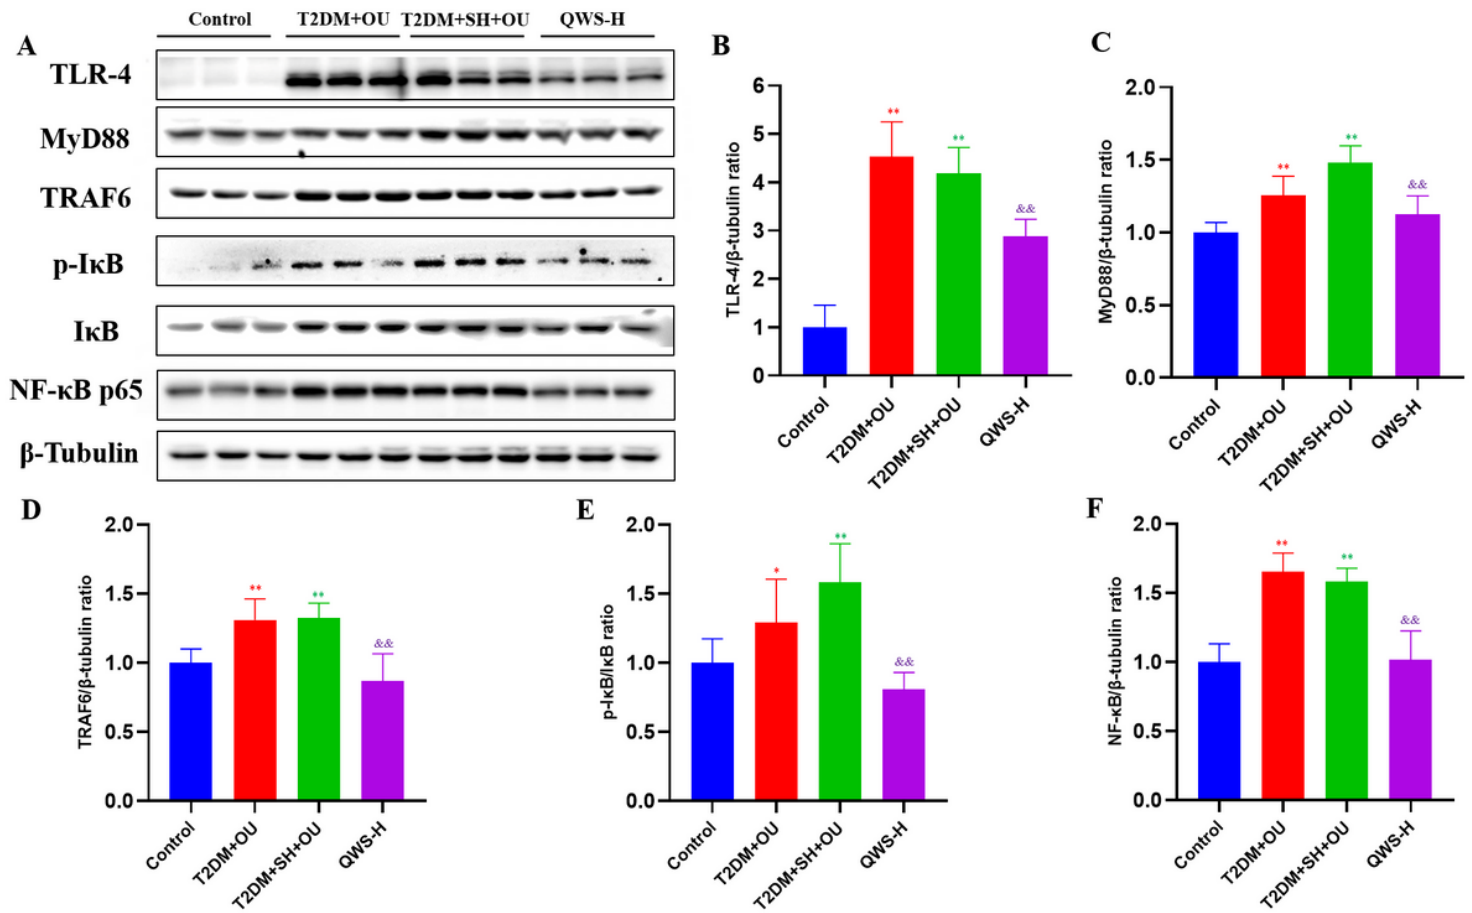 Control T2DM+OU T2DM+SH+OU QWS-H
A
TLR-4
MyD88
TRAF6
p-IκB
IκB
NF-κB p65
β-Tubulin
B
TLR-4/β-tubulin ratio
6
5
4
3
2
1
0
**
**
&&
Control
T2DM+OU
T2DM+SH+OU
QWS-H
C
MyD88/β-tubulin ratio
2.0
1.5
1.0
0.5
0.0
**
**
&&
Control
T2DM+OU
T2DM+SH+OU
QWS-H
D
TRAF6/β-tubulin ratio
2.0
1.5
1.0
0.5
0.0
**
**
&&
Control
T2DM+OU
T2DM+SH+OU
QWS-H
E
p-IκB/IκB ratio
2.0
1.5
1.0
0.5
0.0
*
**
&&
Control
T2DM+OU
T2DM+SH+OU
QWS-H
F
NF-κB/β-tubulin ratio
2.0
1.5
1.0
0.5
0.0
**
**
&&
Control
T2DM+OU
T2DM+SH+OU
QWS-H